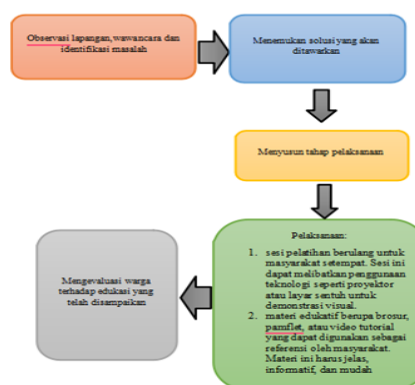 Observasi lapangan, wawancara dan
identifikasi masalah
Menemukan solusi yang akan
ditawarkan
Menyusun tahap pelaksanaan
Pelaksanaan:
1. sesi pelatihan berulang untuk
masyarakat setempat. Sesi ini
dapat melibatkan penggunaan
teknologi seperti proyektor
atau layar sentuh untuk
demonstrasi visual.
2. materi edukatif berupa brosur,
pamflet, atau video tutorial
yang dapat digunakan sebagai
referensi oleh masyarakat.
Materi ini harus jelas,
informatif, dan mudah
Mengevaluasi warga
terhadap edukasi yang
telah disampaikan